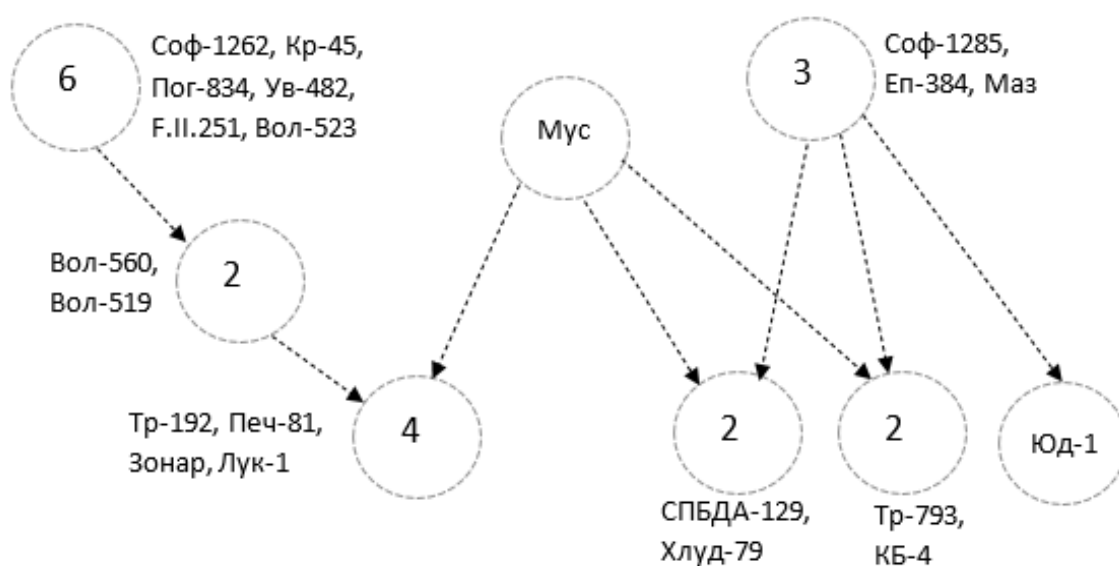 6
Соф-1262, Кр-45,
Пог-834, Ув-482,
F.II.251, Вол-523
Мус
3
Соф-1285,
Еп-384, Маз
Вол-560,
Вол-519
2
Тр-192, Печ-81,
Зонар, Лук-1
4
2
СПБДА-129,
Хлуд-79
2
Тр-793,
КБ-4
Юд-1